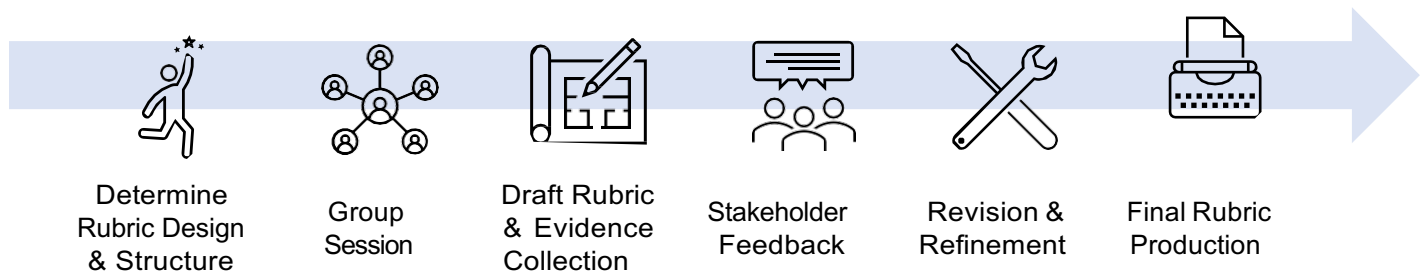 Determine
Rubric Design
& Structure
Group
Session
Draft Rubric
& Evidence
Collection
Stakeholder
Feedback
Revision &
Refinement
Final Rubric
Production